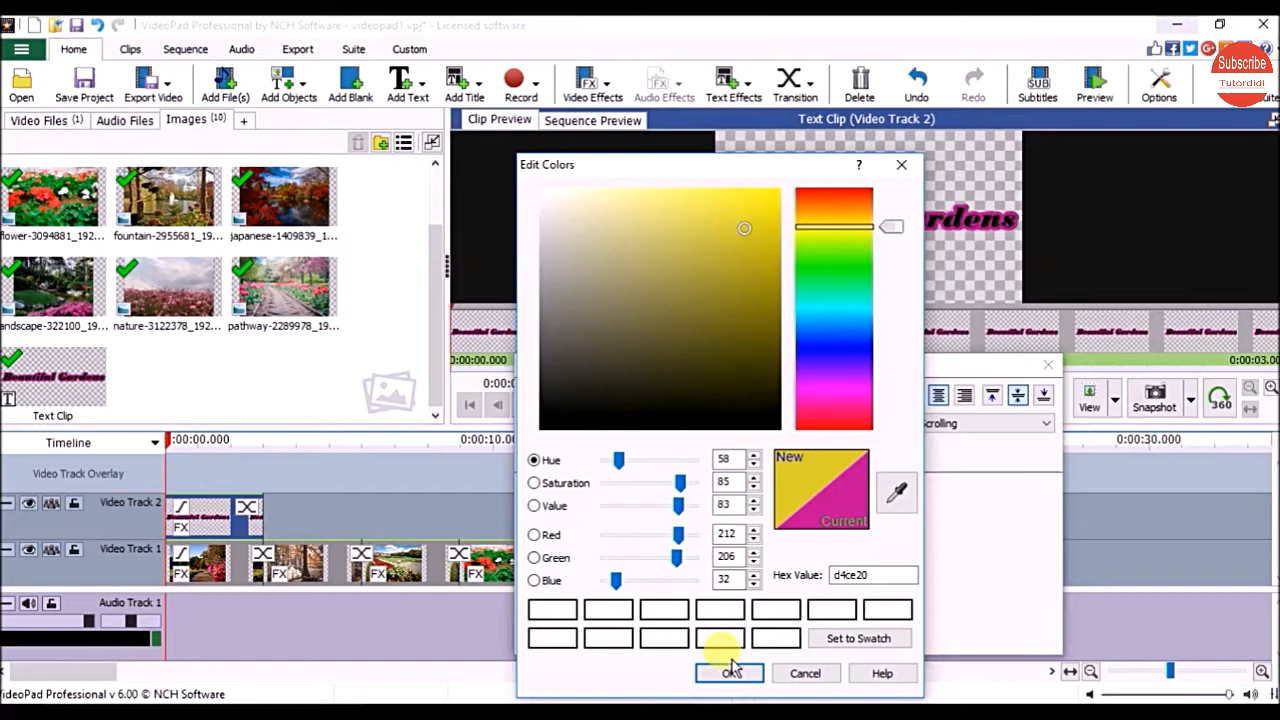 VideoPad Professional by NCH Software - videopad1.vpj* - Licensed software
Home Clips Sequence Audio Export Suite Custom
Subscribe
Tutordidi
Open Save Project Export Video Add File(s) Add Objects Add Blank Add Text Add Title Record Video Effects Audio Effects Text Effects Transition Delete Undo Redo Subtitles Preview Options
Video Files (1) Audio Files Images (10) +
Clip Preview Sequence Preview Text Clip (Video Track 2)
Edit Colors
flower-3094881_192... fountain-2955681_19... japanese-1409839_19...
andscape-322100_19... nature-3122378_192... pathway-2289978_19...
Beautiful Gardens
Text Clip
0:00:00.000
0:00:03.00
View Snapshot 360
Timeline
:00:00.000 0:00:10. 00:30.000
Video Track Overlay
Video Track 2
Video Track 1
Audio Track 1
FX
Hue 58
Saturation 85
Value 83
Red 212
Green 206
Blue 32
New
Current
Hex Value: d4ce20
Set to Swatch
OK Cancel Help
VideoPad Professional v 6.00 © NCH Software